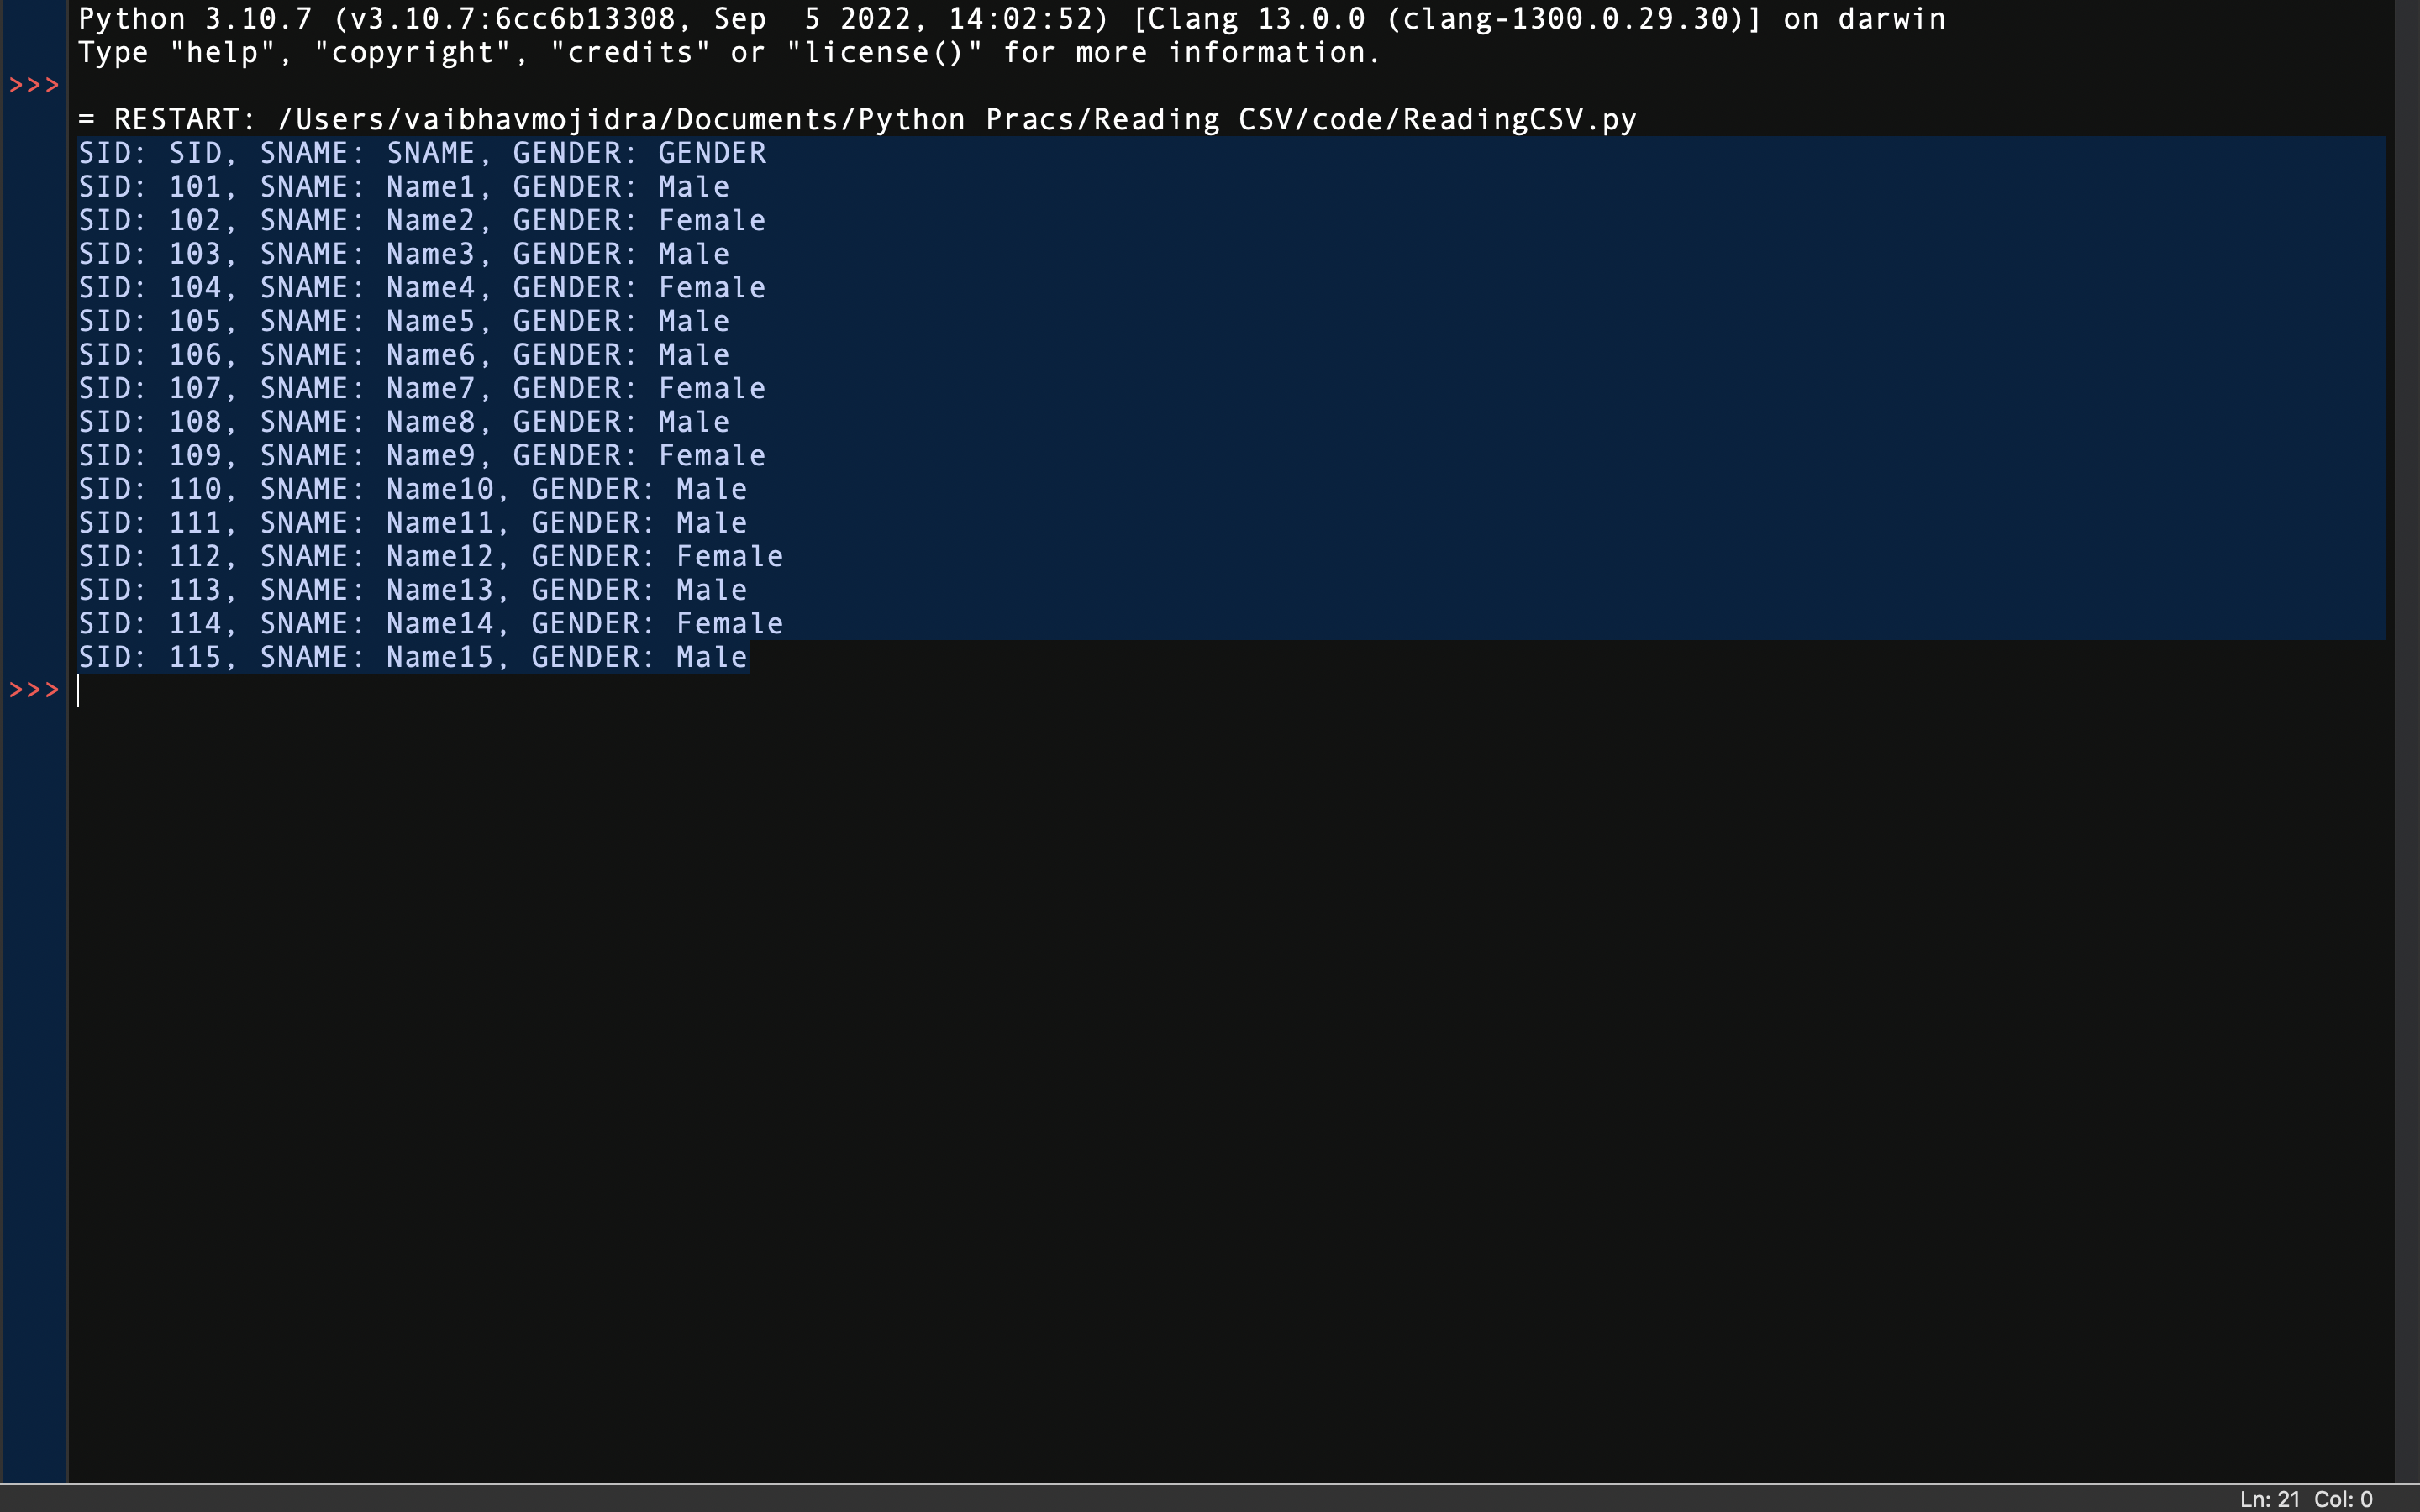 Python 3.10.7 (v3.10.7:6cc6b13308, Sep  5 2022, 14:02:52) [Clang 13.0.0 (clang-1300.0.29.30)] on darwin
Type "help", "copyright", "credits" or "license()" for more information.
>>>
= RESTART: /Users/vaibhavmojidra/Documents/Python Pracs/Reading CSV/code/ReadingCSV.py
SID: SID, SNAME: SNAME, GENDER: GENDER
SID: 101, SNAME: Name1, GENDER: Male
SID: 102, SNAME: Name2, GENDER: Female
SID: 103, SNAME: Name3, GENDER: Male
SID: 104, SNAME: Name4, GENDER: Female
SID: 105, SNAME: Name5, GENDER: Male
SID: 106, SNAME: Name6, GENDER: Male
SID: 107, SNAME: Name7, GENDER: Female
SID: 108, SNAME: Name8, GENDER: Male
SID: 109, SNAME: Name9, GENDER: Female
SID: 110, SNAME: Name10, GENDER: Male
SID: 111, SNAME: Name11, GENDER: Male
SID: 112, SNAME: Name12, GENDER: Female
SID: 113, SNAME: Name13, GENDER: Male
SID: 114, SNAME: Name14, GENDER: Female
SID: 115, SNAME: Name15, GENDER: Male
>>>
Ln: 21 Col: 0